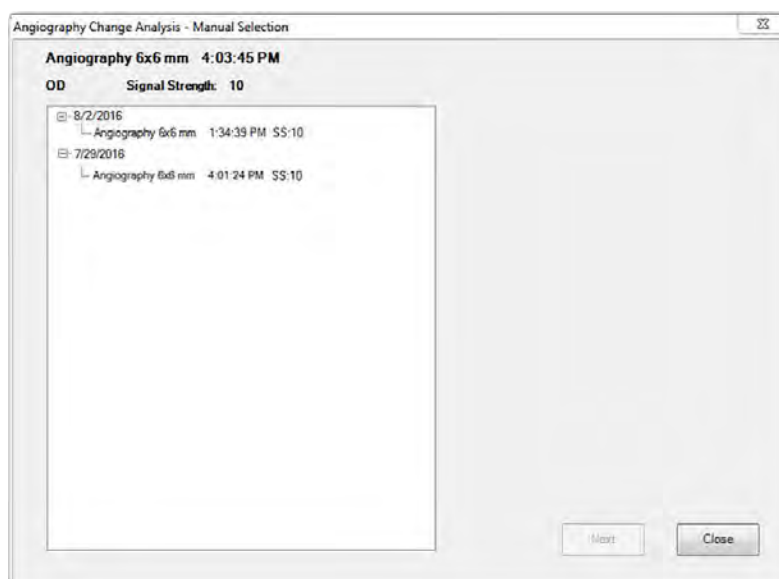 Angiography Change Analysis - Manual Selection
Angiography 6x6 mm 4:03:45 PM
OD Signal Strength: 10
8/2/2016
Angiography 6x6 mm 1:34:39 PM SS:10
7/29/2016
Angiography 6x6 mm 4:01:24 PM SS:10
Next Close